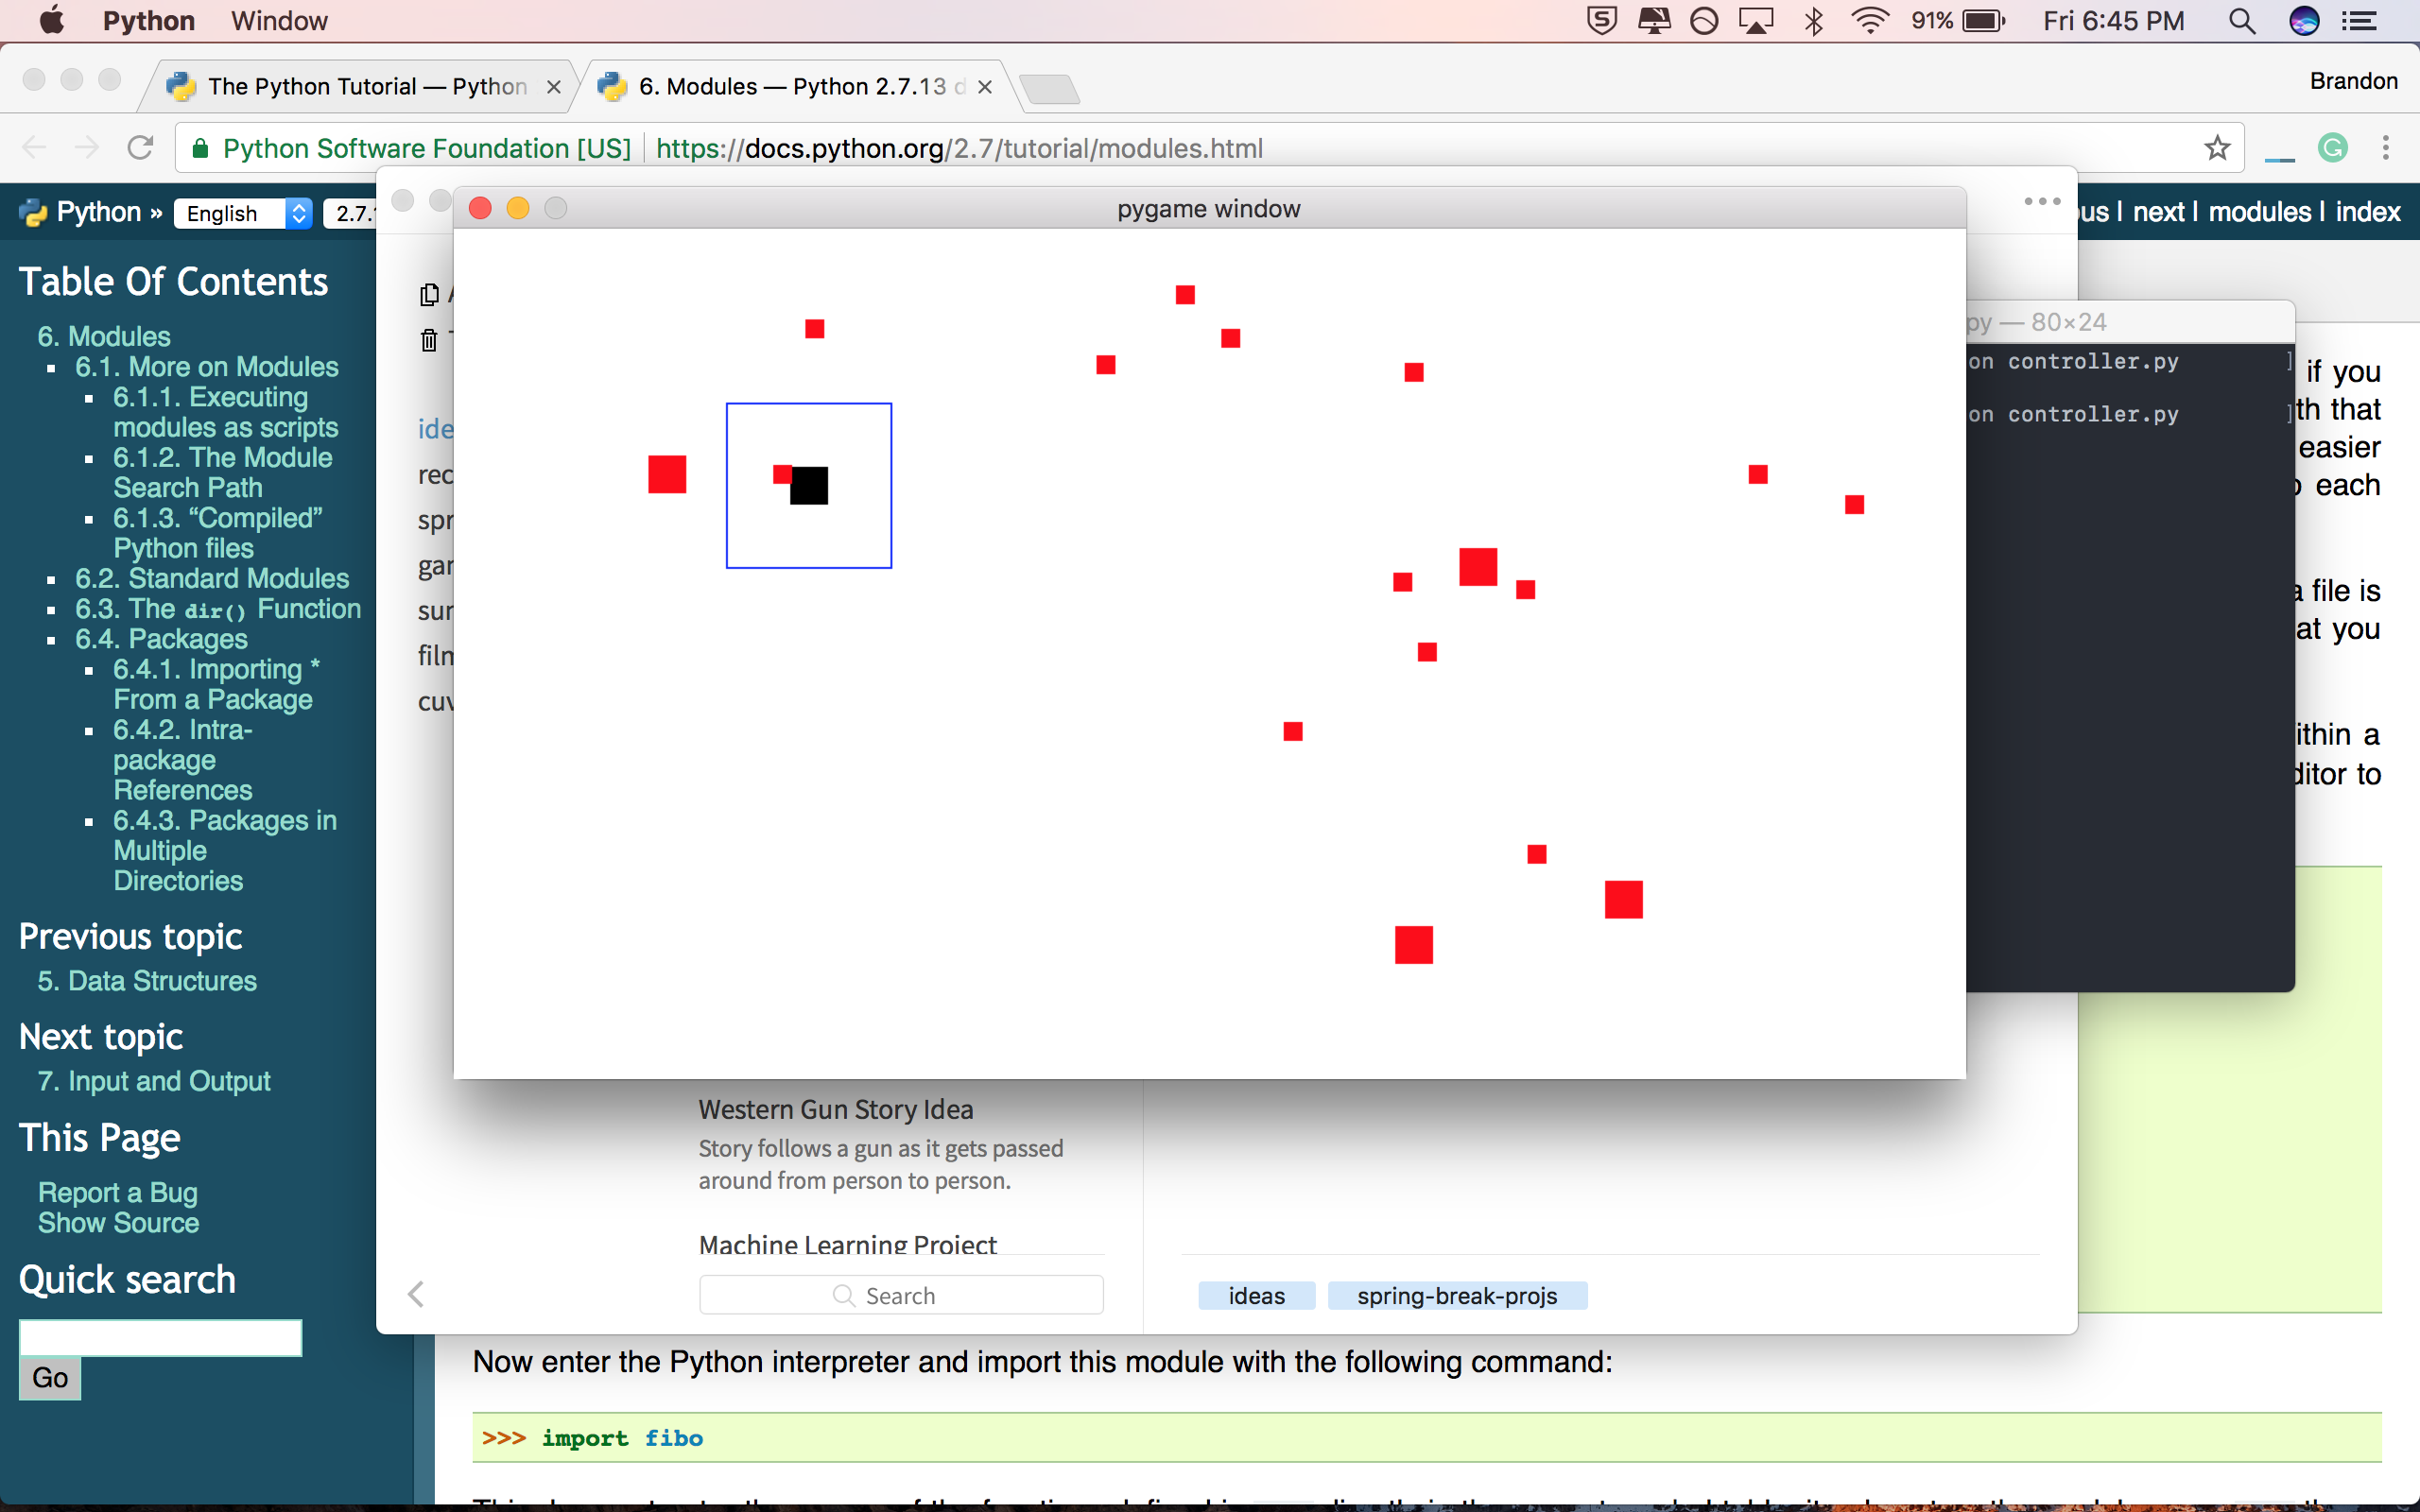 Python Window
91% Fri 6:45 PM
The Python Tutorial — Python
6. Modules — Python 2.7.13 d
Brandon
Python Software Foundation [US] https://docs.python.org/2.7/tutorial/modules.html
Python » English 2.7.
next | modules | index
pygame window
Table Of Contents
6. Modules
6.1. More on Modules
6.1.1. Executing
modules as scripts
6.1.2. The Module
Search Path
6.1.3. “Compiled”
Python files
6.2. Standard Modules
6.3. The dir() Function
6.4. Packages
6.4.1. Importing *
From a Package
6.4.2. Intra-
package
References
6.4.3. Packages in
Multiple
Directories
Previous topic
5. Data Structures
Next topic
7. Input and Output
This Page
Report a Bug
Show Source
Quick search
Go
ide
rec
spr
gar
sur
film
cuv
py — 80×24
on controller.py ]
on controller.py ]
if you
th that
easier
each
file is
at you
ithin a
ditor to
Western Gun Story Idea
Story follows a gun as it gets passed
around from person to person.
Machine Learning Project
Search
ideas spring-break-projs
Now enter the Python interpreter and import this module with the following command:
>>> import fibo